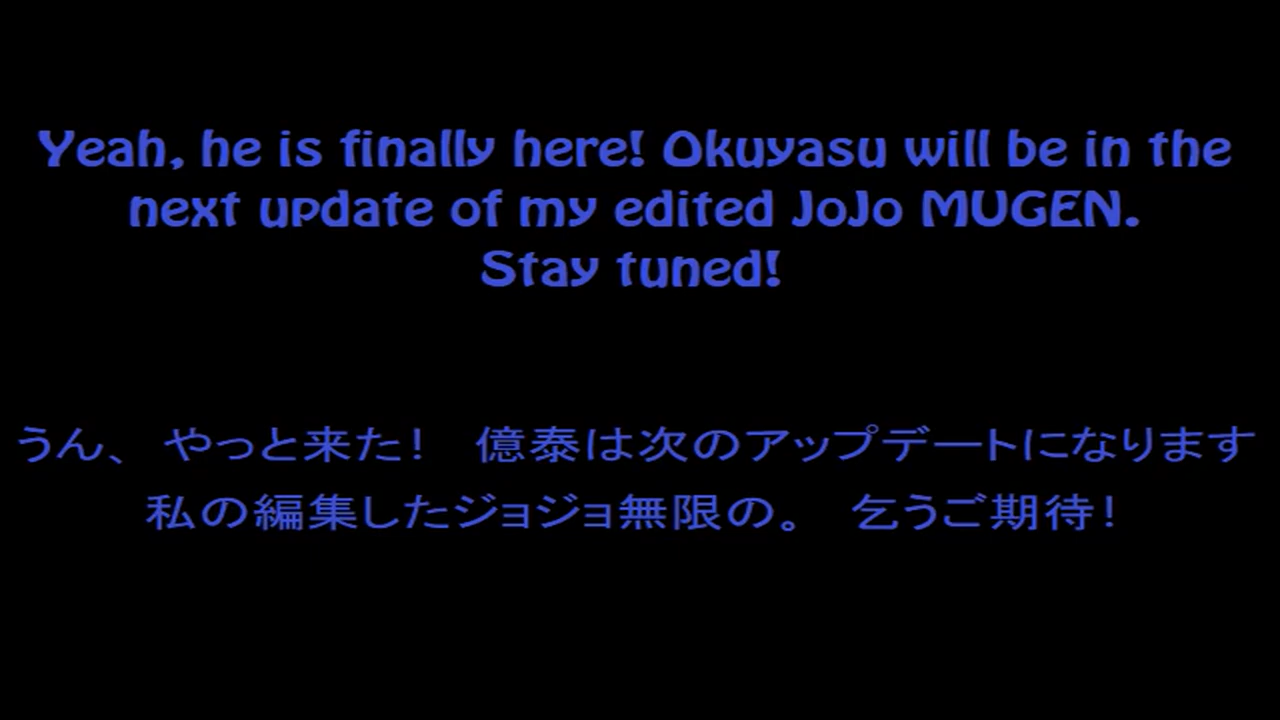 Yeah, he is finally here! Okuyasu will be in the
next update of my edited JoJo MUGEN.
Stay tuned!
うん、 やっと来た！ 億泰は次のアップデートになります
私の編集したジョジョ無限の。 乞うご期待！